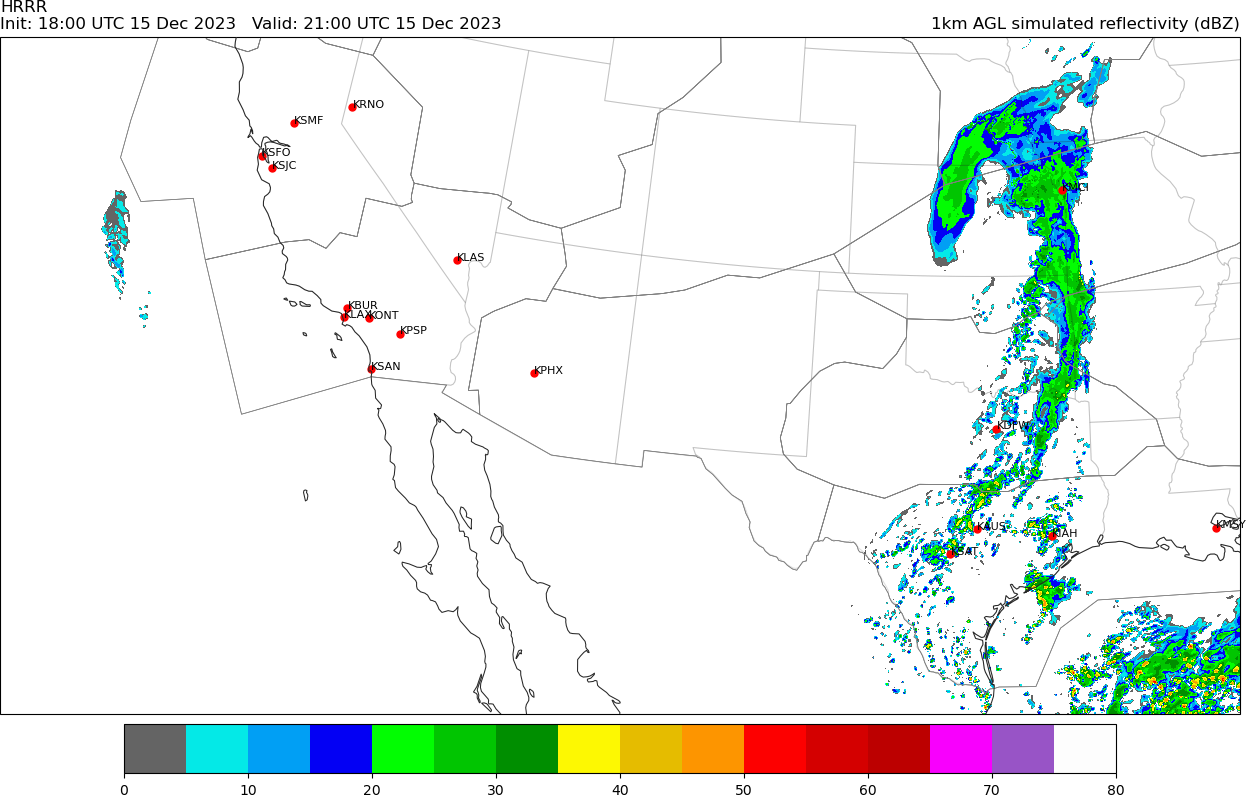 HRRR
Init: 18:00 UTC 15 Dec 2023   Valid: 21:00 UTC 15 Dec 2023
1km AGL simulated reflectivity (dBZ)
KRNO
KSMF
KSFO
KSJC
KMCI
KLAS
KBUR
KLAX
KONT
KPSP
KSAN
KPHX
KDFW
KAUS
KIAH
KSAT
KMSY
0 10 20 30 40 50 60 70 80